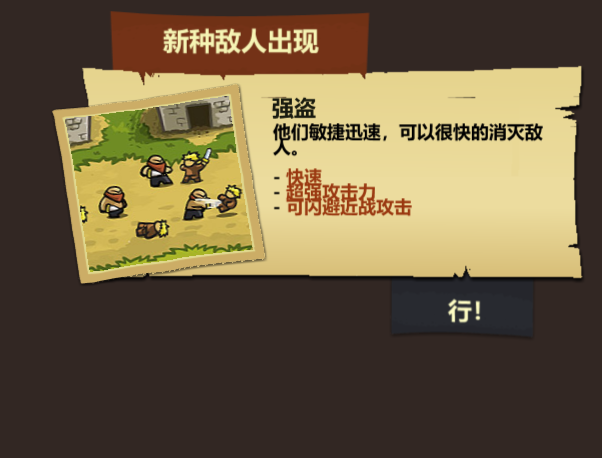 新种敌人出现
强盗
他们敏捷迅速，可以很快的消灭敌
人。
- 快速
- 超强攻击力
- 可闪避近战攻击
行！